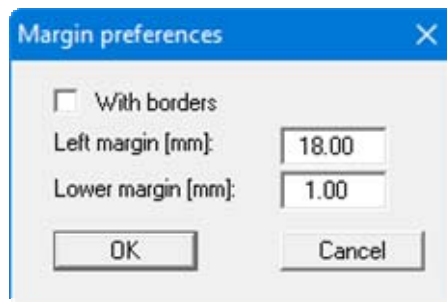 Margin preferences
With borders
Left margin [mm]: 18.00
Lower margin [mm]: 1.00
OK Cancel